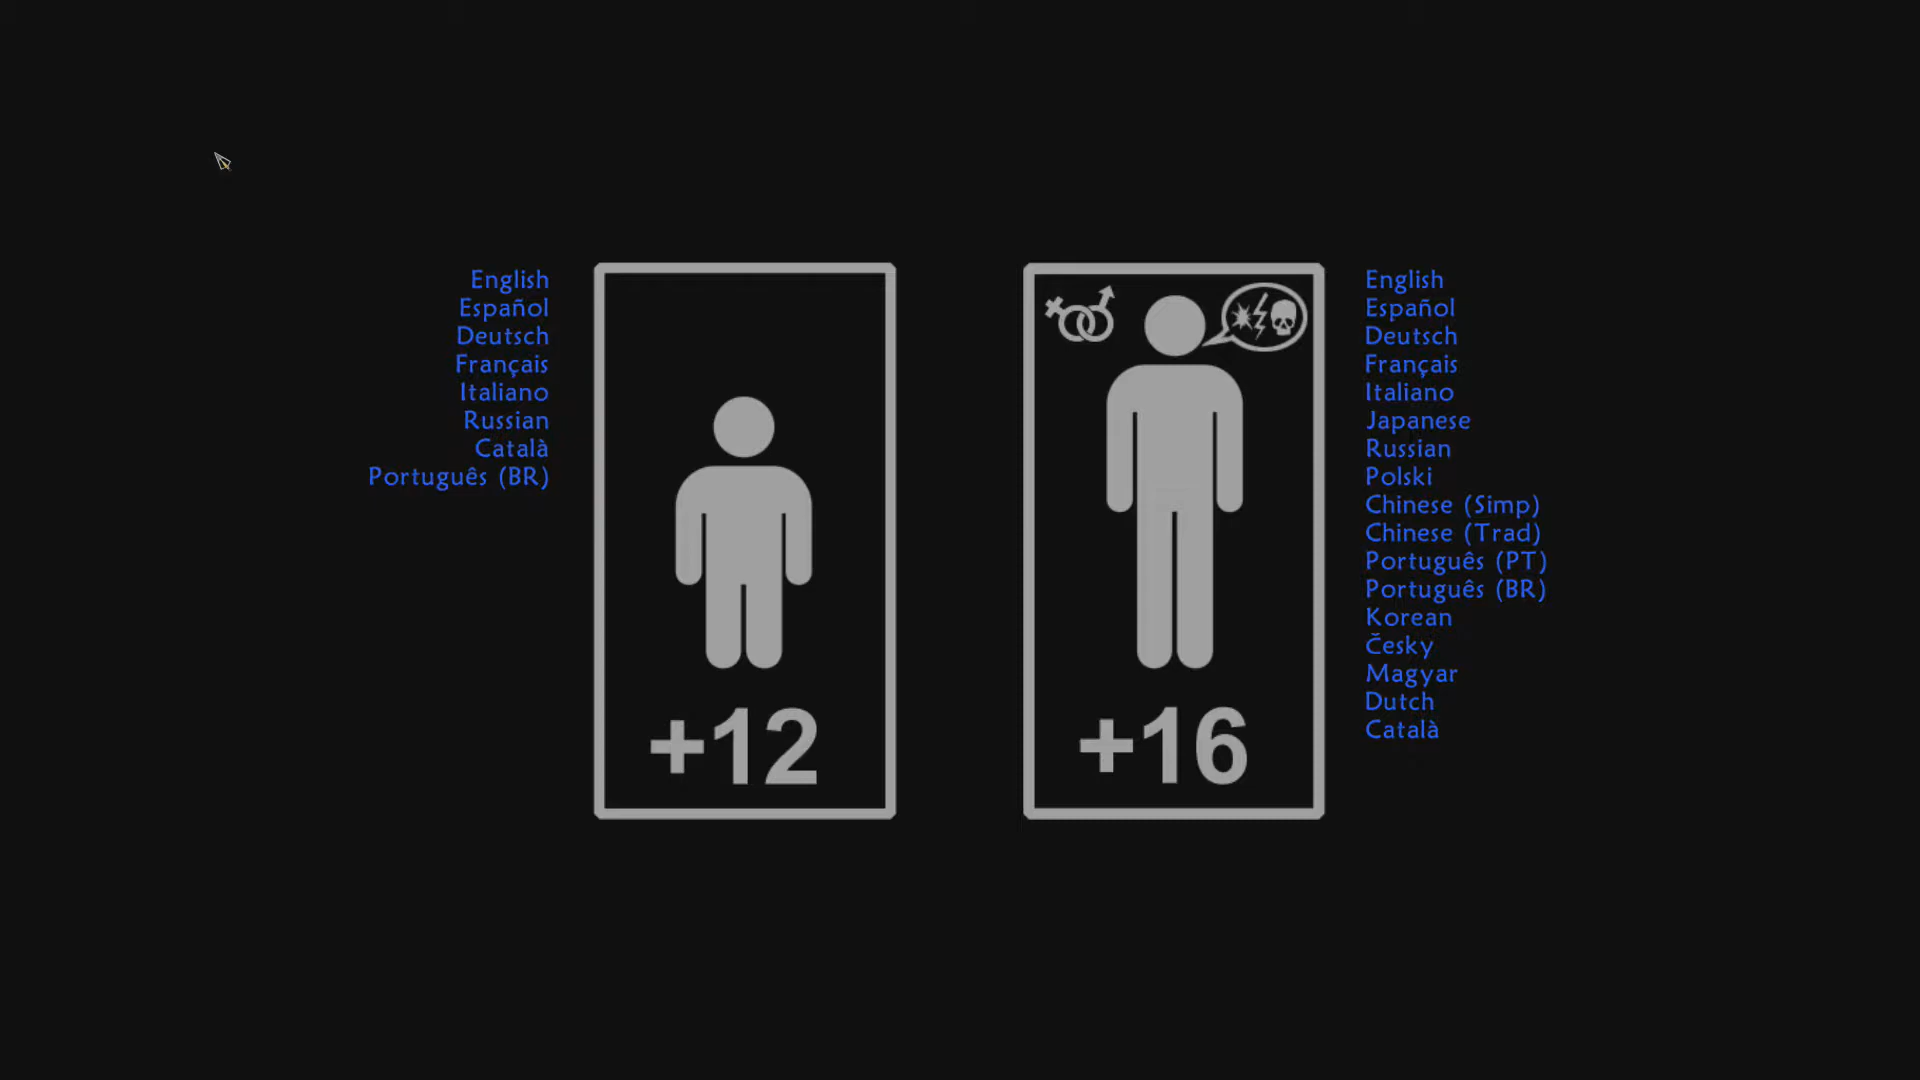 English
Español
Deutsch
Français
Italiano
Russian
Català
Português (BR)
+12
+16
English
Español
Deutsch
Français
Italiano
Japanese
Russian
Polski
Chinese (Simp)
Chinese (Trad)
Português (PT)
Português (BR)
Korean
Česky
Magyar
Dutch
Català